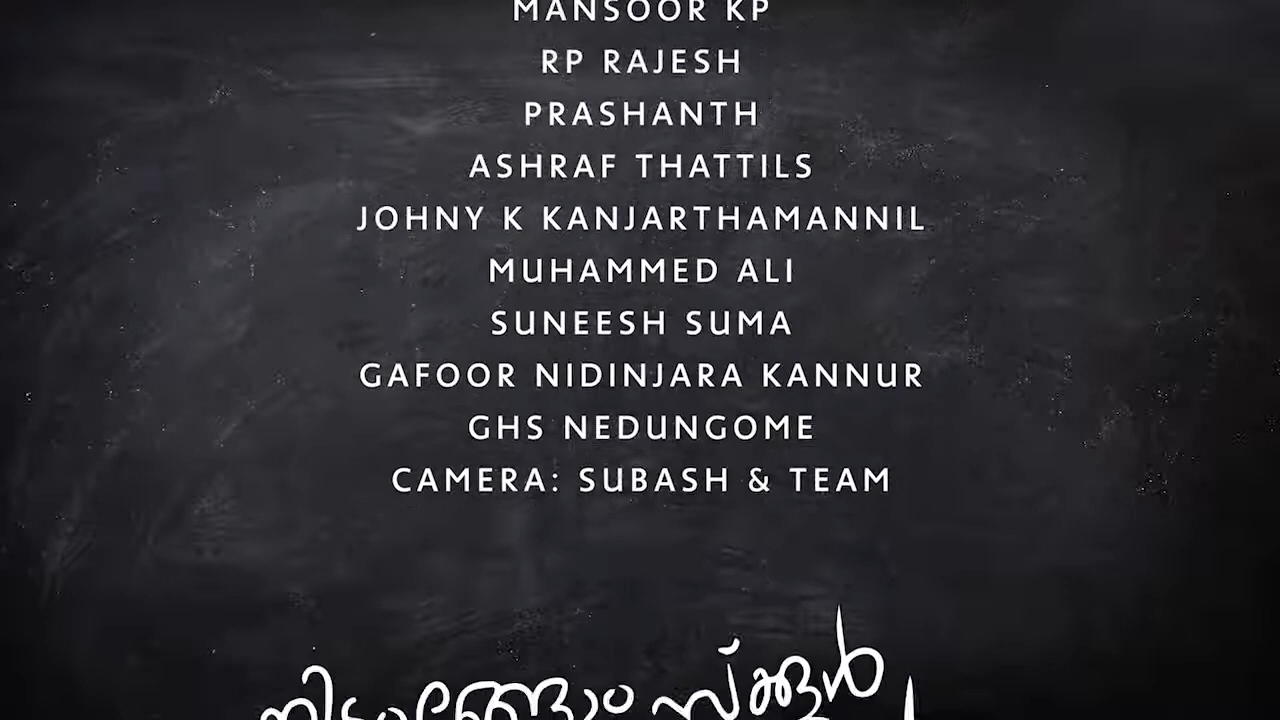 MANSOOR KP
RP RAJESH
PRASHANTH
ASHRAF THATTILS
JOHNY K KANJARTHAMANNIL
MUHAMMED ALI
SUNEESH SUMA
GAFOOR NIDINJARA KANNUR
GHS NEDUNGOME
CAMERA: SUBASH & TEAM
സ്ക്കൂൾ